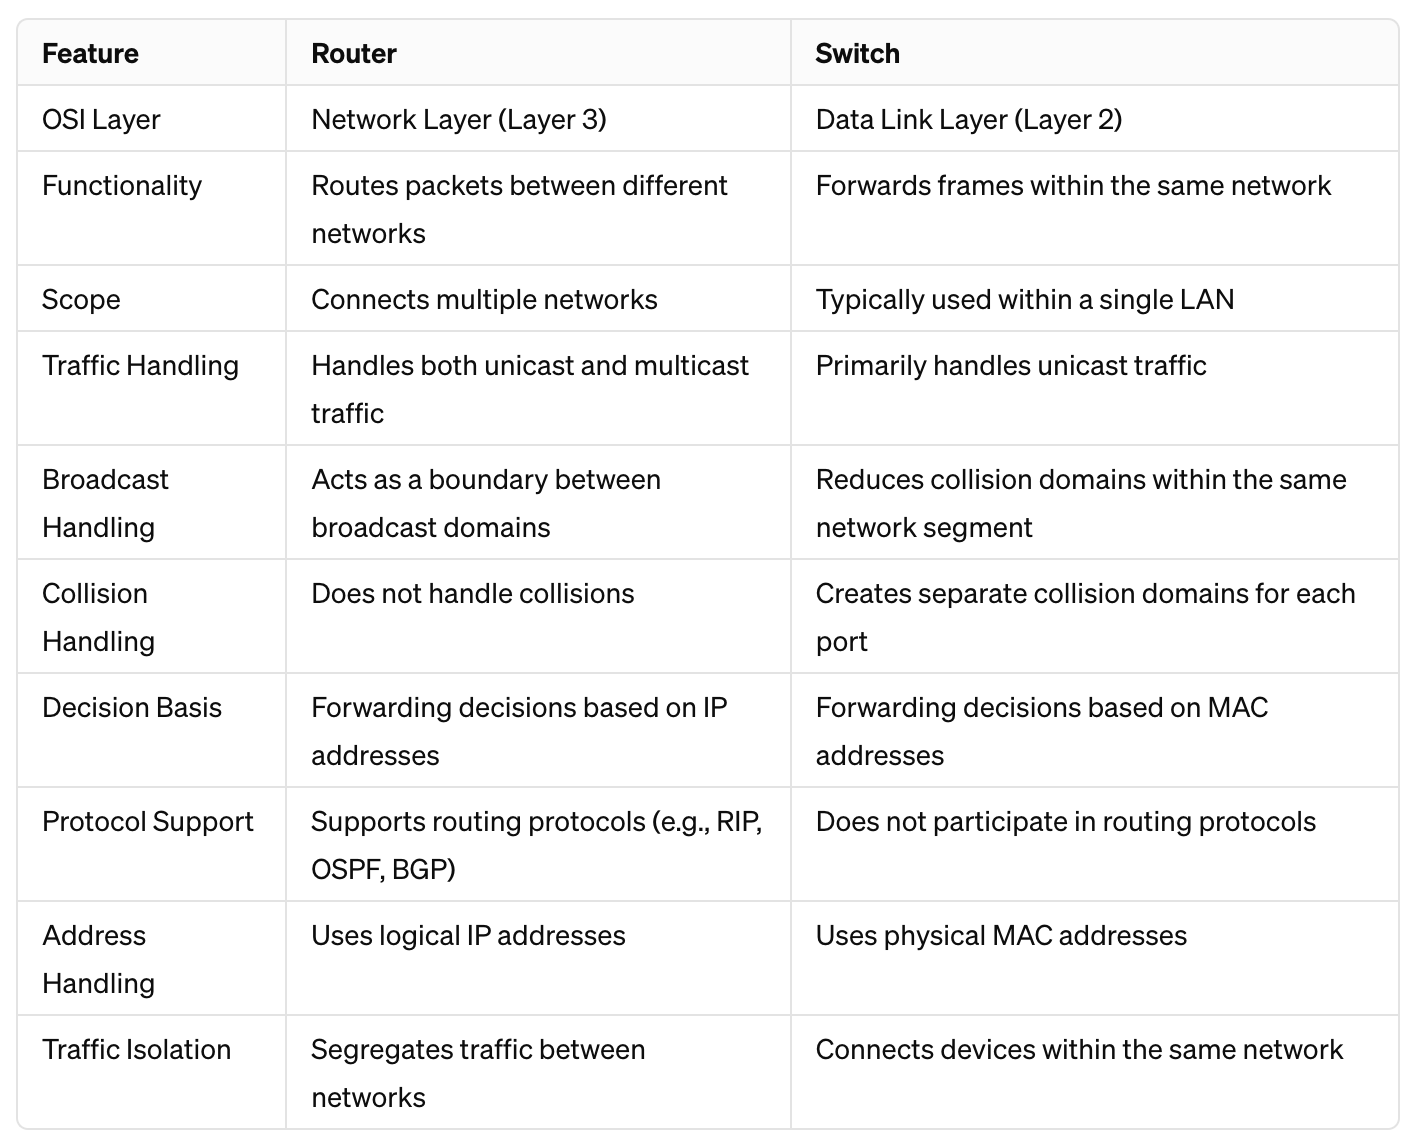 Feature Router Switch
OSI Layer Network Layer (Layer 3) Data Link Layer (Layer 2)
Functionality Routes packets between different Forwards frames within the same network
networks
Scope Connects multiple networks Typically used within a single LAN
Traffic Handling Handles both unicast and multicast Primarily handles unicast traffic
traffic
Broadcast Acts as a boundary between Reduces collision domains within the same
Handling broadcast domains network segment
Collision Does not handle collisions Creates separate collision domains for each
Handling port
Decision Basis Forwarding decisions based on IP Forwarding decisions based on MAC
addresses addresses
Protocol Support Supports routing protocols (e.g., RIP, Does not participate in routing protocols
OSPF, BGP)
Address Uses logical IP addresses Uses physical MAC addresses
Handling
Traffic Isolation Segregates traffic between Connects devices within the same network
networks